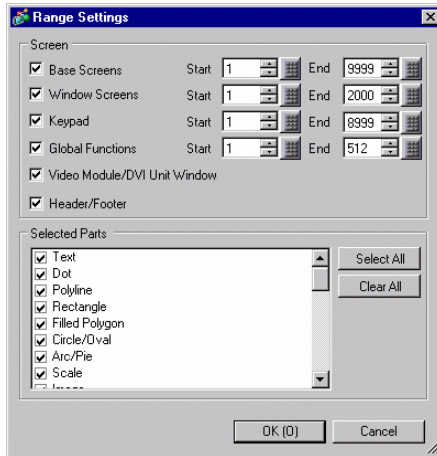 Range Settings
Screen
Base Screens Start 1 End 9999
Window Screens Start 1 End 2000
Keypad Start 1 End 8999
Global Functions Start 1 End 512
Video Module/DVI Unit Window
Header/Footer
Selected Parts
Text
Dot
Polyline
Rectangle
Filled Polygon
Circle/Oval
Arc/Pie
Scale
Select All
Clear All
OK (O)
Cancel